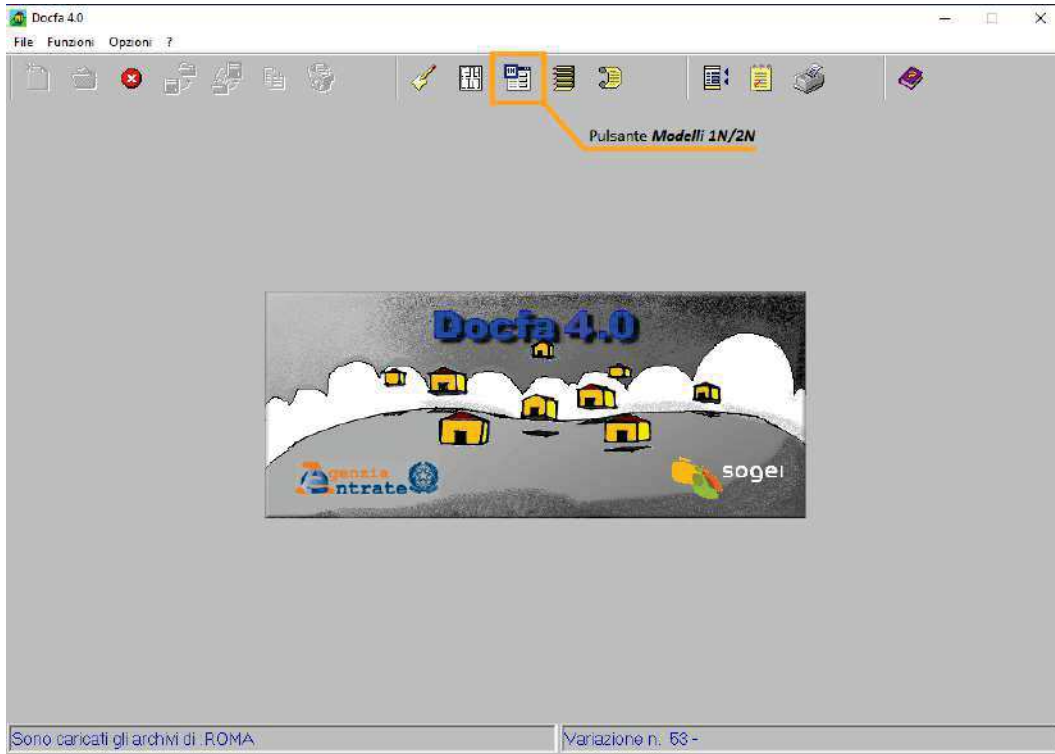 Docfa 4.0
File Funzioni Opzioni ?
Pulsante Modelli 1N/2N
Docfa 4.0
Agenzia
Entrate
sogei
Sono caricati gli archivi di :ROMA
Variazione n. 53 -